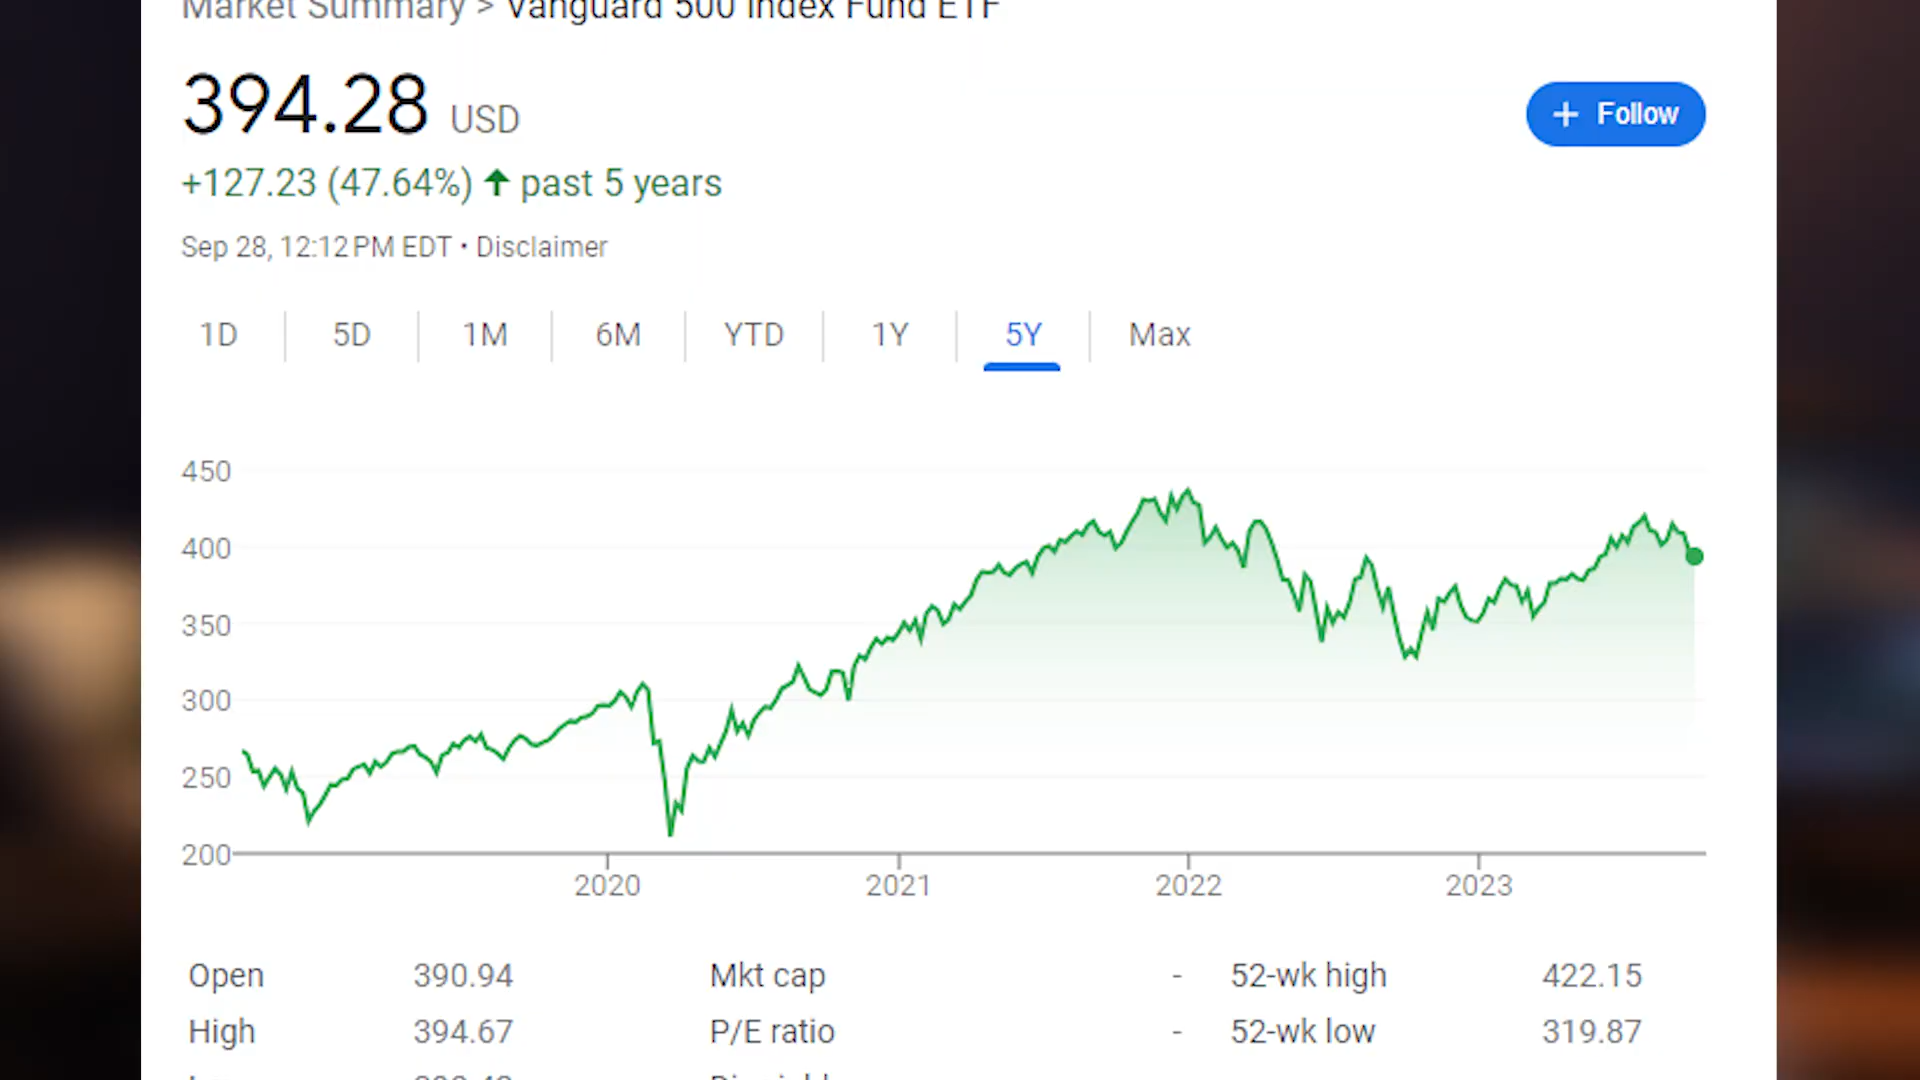 Market Summary > Vanguard 500 Index Fund ETF
394.28 USD
+ Follow
+127.23 (47.64%) ↑ past 5 years
Sep 28, 12:12 PM EDT • Disclaimer
1D 5D 1M 6M YTD 1Y 5Y Max
450
400
350
300
250
200
2020 2021 2022 2023
Open 390.94 Mkt cap - 52-wk high 422.15
High 394.67 P/E ratio - 52-wk low 319.87